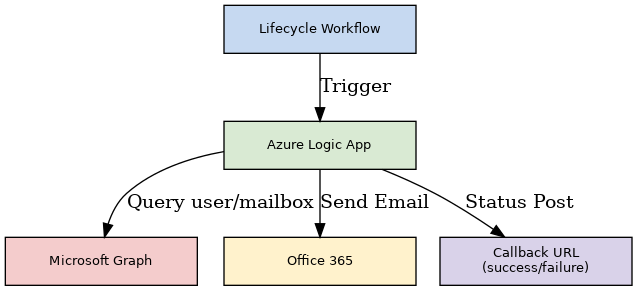 Lifecycle Workflow
Trigger
Azure Logic App
Query user/mailbox
Send Email
Status Post
Microsoft Graph
Office 365
Callback URL
(success/failure)